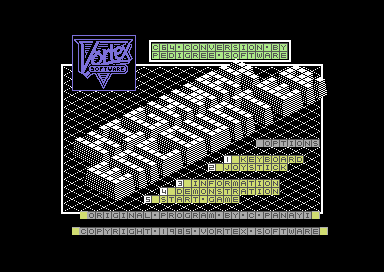 Vortex
SOFTWARE
C64·CONVERSION·BY
PEDIGREE·SOFTWARE
OPTIONS
1 KEYBOARD
2 JOYSTICK
3 INFORMATION
4 DEMONSTRATION
5 START·GAME
ORIGINAL·PROGRAM·BY·C·PANAYI
COPYRIGHT·1985·VORTEX·SOFTWARE